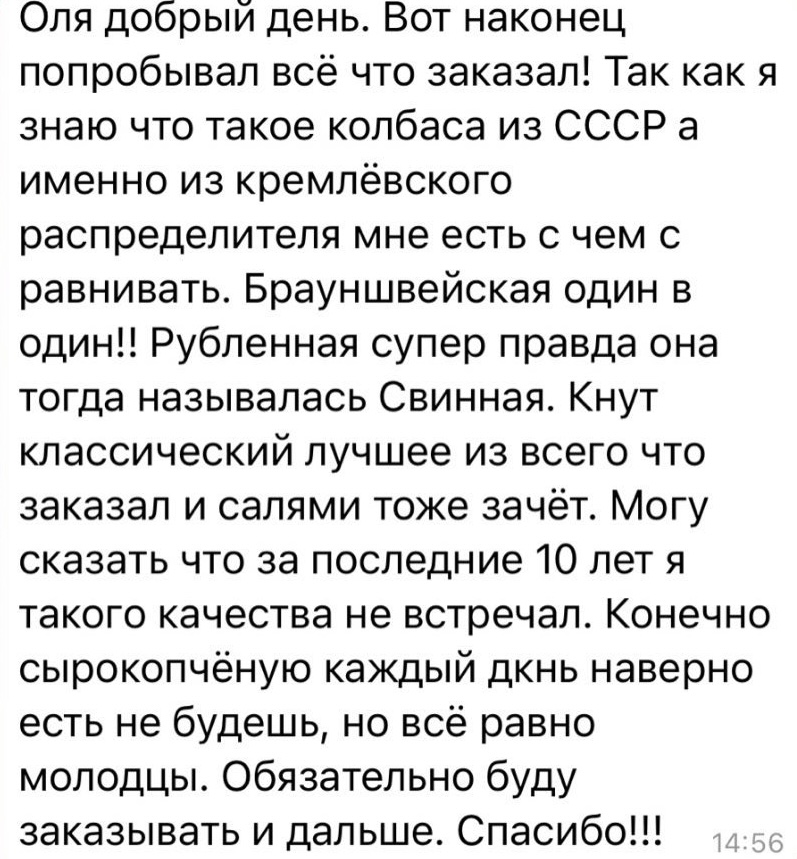 Оля добрый день. Вот наконец
попробывал всё что заказал! Так как я
знаю что такое колбаса из СССР а
именно из кремлёвского
распределителя мне есть с чем с
равнивать. Брауншвейская один в
один!! Рубленная супер правда она
тогда называлась Свинная. Кнут
классический лучшее из всего что
заказал и салями тоже зачёт. Могу
сказать что за последние 10 лет я
такого качества не встречал. Конечно
сырокопчёную каждый дкнь наверно
есть не будешь, но всё равно
молодцы. Обязательно буду
заказывать и дальше. Спасибо!!!
14:56